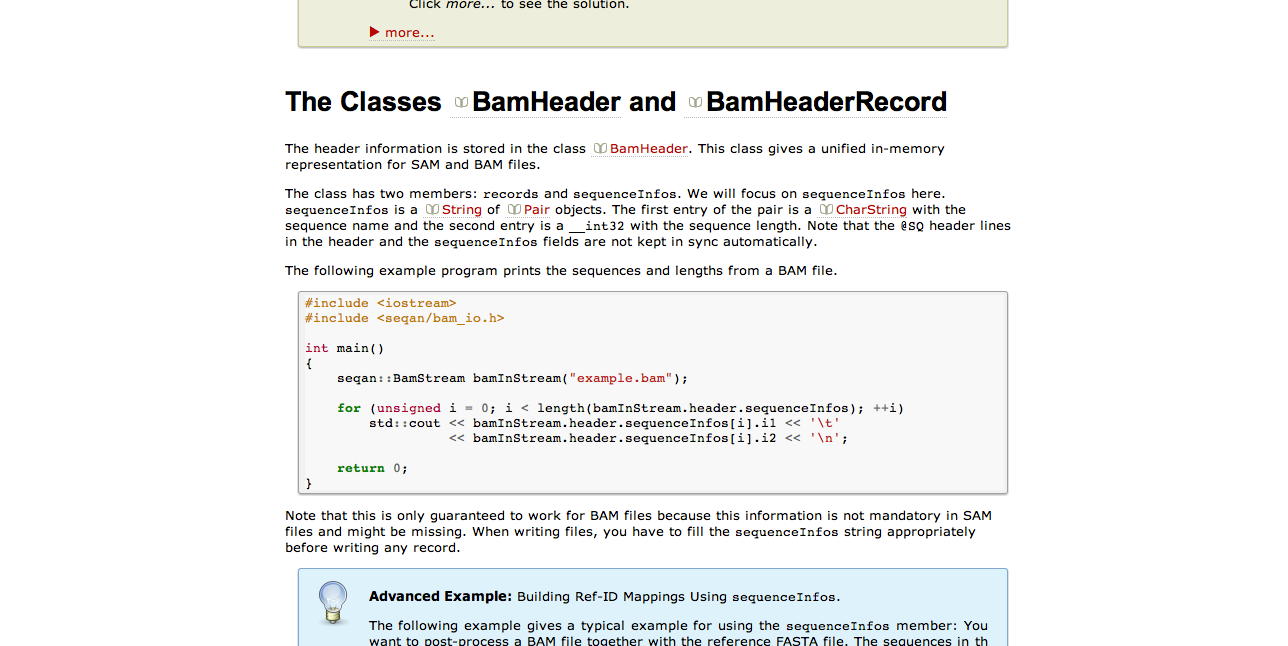 Click more... to see the solution.
▶ more...
The Classes BamHeader and BamHeaderRecord
The header information is stored in the class BamHeader. This class gives a unified in-memory
representation for SAM and BAM files.
The class has two members: records and sequenceInfos. We will focus on sequenceInfos here.
sequenceInfos is a String of Pair objects. The first entry of the pair is a CharString with the
sequence name and the second entry is a __int32 with the sequence length. Note that the @SQ header lines
in the header and the sequenceInfos fields are not kept in sync automatically.
The following example program prints the sequences and lengths from a BAM file.
#include <iostream>
#include <seqan/bam_io.h>
int main()
{
    seqan::BamStream bamInStream("example.bam");
    for (unsigned i = 0; i < length(bamInStream.header.sequenceInfos); ++i)
        std::cout << bamInStream.header.sequenceInfos[i].i1 << '\t'
                  << bamInStream.header.sequenceInfos[i].i2 << '\n';
    return 0;
}
Note that this is only guaranteed to work for BAM files because this information is not mandatory in SAM
files and might be missing. When writing files, you have to fill the sequenceInfos string appropriately
before writing any record.
Advanced Example: Building Ref-ID Mappings Using sequenceInfos.
The following example gives a typical example for using the sequenceInfos member: You
want to post-process a BAM file together with the reference FASTA file. The sequences in th